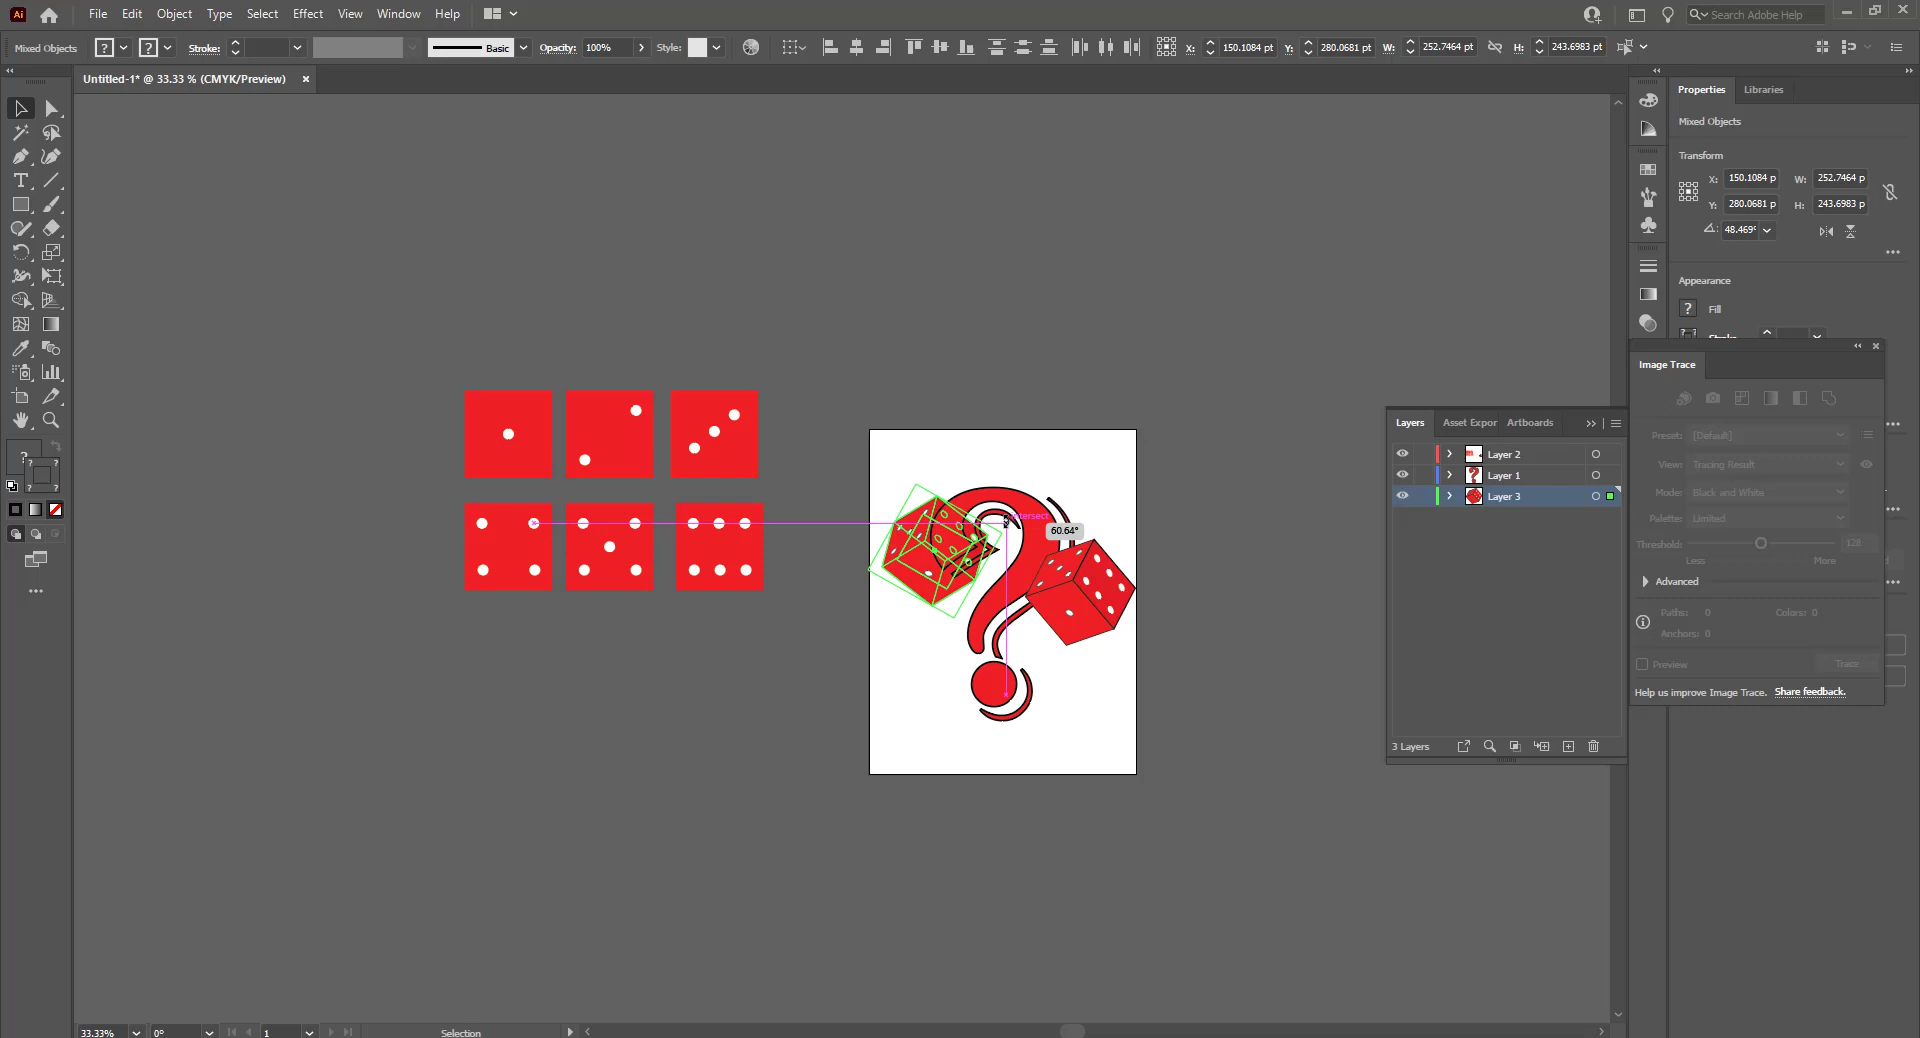 Ai File Edit Object Type Select Effect View Window Help Search Adobe Help
Mixed Objects ? ? Stroke: Basic Opacity: 100% Style: X: 150.1084 pt Y: 280.0681 pt W: 252.7464 pt H: 243.6983 pt
Untitled-1* @ 33.33 % (CMYK/Preview)
Properties Libraries
Mixed Objects
Transform
X: 150.1084 p W: 252.7464 p
Y: 280.0681 p H: 243.6983 p
48.469°
Appearance
? Fill
Stroke
Image Trace
Preset: [Default]
View: Tracing Result
Mode: Black and White
Palette: Limited
Threshold: 128
Less More
Advanced
Paths: 0 Colors: 0
Anchors: 0
Preview Trace
Help us improve Image Trace. Share feedback.
Layers Asset Expor Artboards
Layer 2
Layer 1
Layer 3
3 Layers
intersect
60.64°
?
33.33% 0° 1 Selection